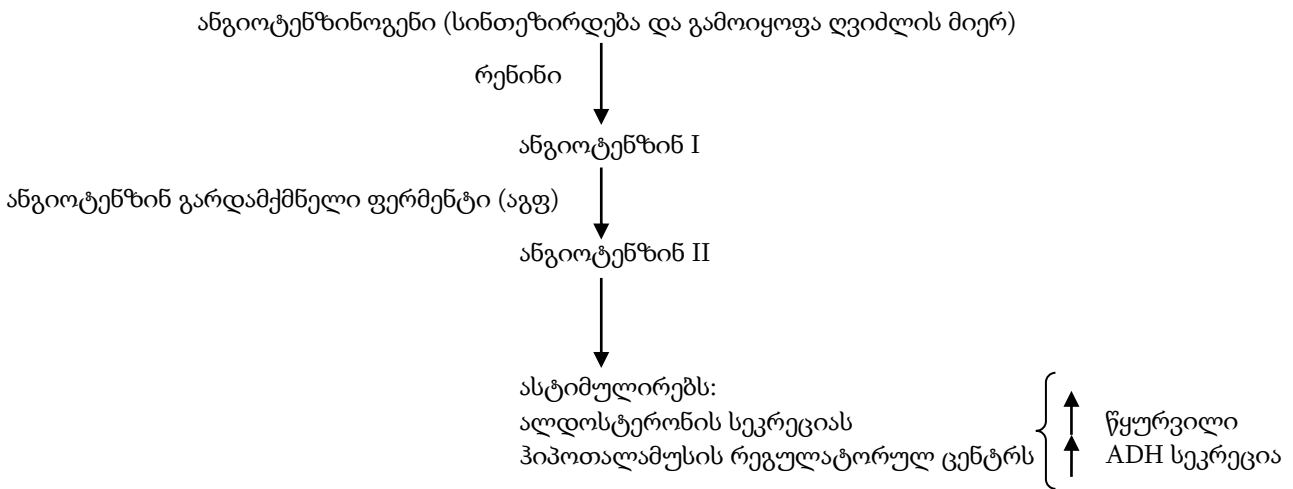 ანგიოტენზინოგენი (სინთეზირდება და გამოიყოფა ღვიძლის მიერ)
რენინი
ანგიოტენზინ I
ანგიოტენზინ გარდამქმნელი ფერმენტი (აგფ)
ანგიოტენზინ II
ასტიმულირებს:
ალდოსტერონის სეკრეციას
წყურვილი
ჰიპოთალამუსის რეგულატორულ ცენტრს
ADH სეკრეცია